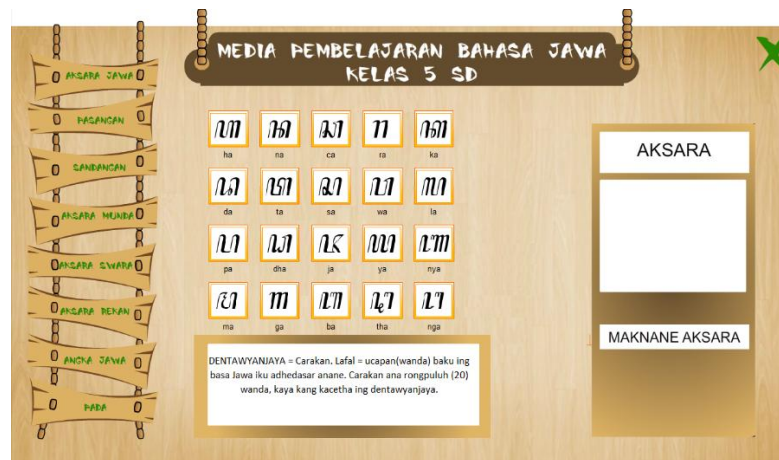 MEDIA PEMBELAJARAN BAHASA JAWA
KELAS 5 SD
AKSARA JAWA
PASANGAN
SANDANGAN
AKSARA MURDA
AKSARA SWARA
AKSARA REKAN
ANGKA JAWA
PADA
ꦲ ꦤ ꦕ ꦫ ꦏ
ha na ca ra ka
ꦢ ꦠ ꦱ ꦮ ꦭ
da ta sa wa la
ꦥ ꦝ ꦗ ꦪ ꦚ
pa dha ja ya nya
ꦩ ꦒ ꦧ ꦛ ꦔ
ma ga ba tha nga
DENTAWYANJAYA = Carakan. Lafal = ucapan(wanda) baku ing
basa Jawa iku adhedasar anane. Carakan ana rongpuluh (20)
wanda, kaya kang kacetha ing dentawyanjaya.
AKSARA
MAKNANE AKSARA